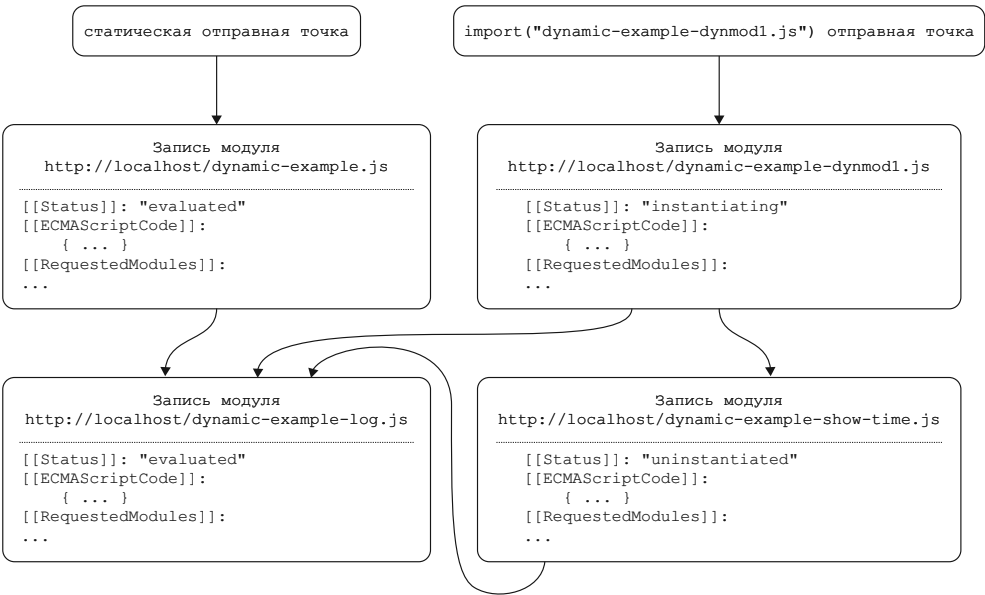 статическая отправная точка
import("dynamic-example-dynmod1.js") отправная точка
Запись модуля
http://localhost/dynamic-example.js
[[Status]]: "evaluated"
[[ECMAScriptCode]]:
{ ... }
[[RequestedModules]]:
...
Запись модуля
http://localhost/dynamic-example-dynmod1.js
[[Status]]: "instantiating"
[[ECMAScriptCode]]:
{ ... }
[[RequestedModules]]:
...
Запись модуля
http://localhost/dynamic-example-log.js
[[Status]]: "evaluated"
[[ECMAScriptCode]]:
{ ... }
[[RequestedModules]]:
...
Запись модуля
http://localhost/dynamic-example-show-time.js
[[Status]]: "uninstantiated"
[[ECMAScriptCode]]:
{ ... }
[[RequestedModules]]:
...